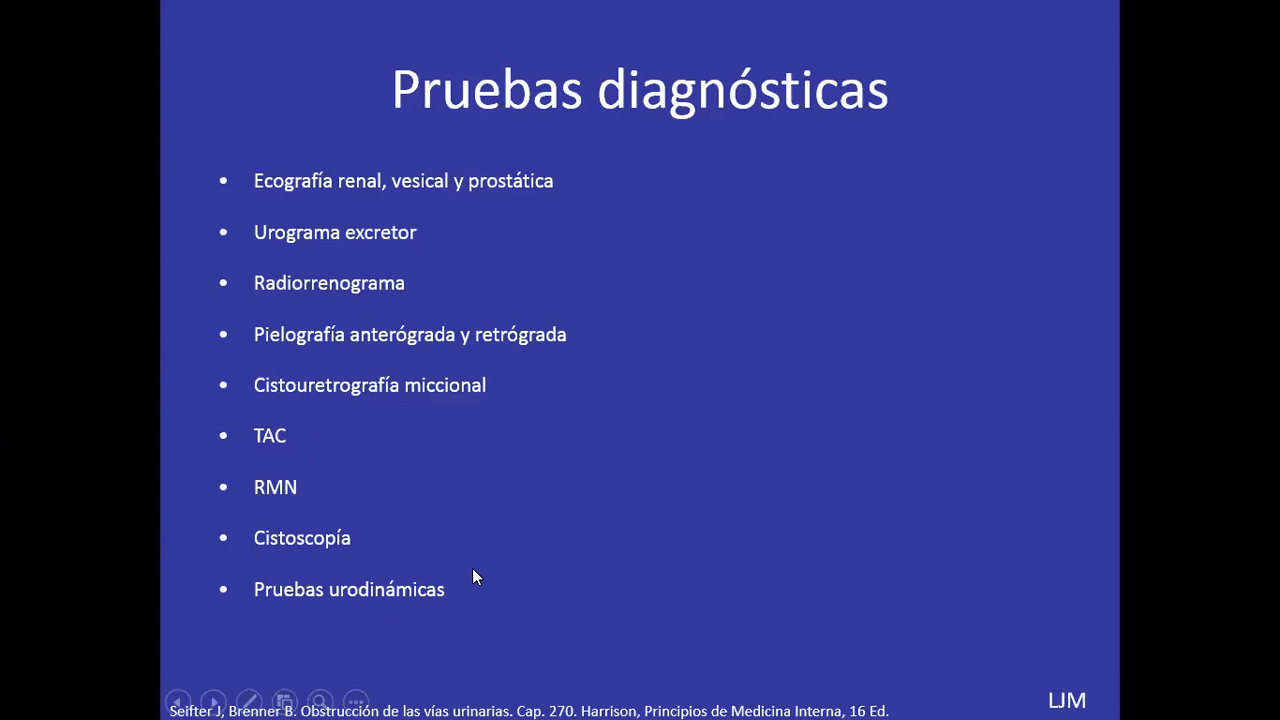 Pruebas diagnósticas
• Ecografía renal, vesical y prostática
• Urograma excretor
• Radiorrenograma
• Pielografía anterógrada y retrógrada
• Cistouretrografía miccional
• TAC
• RMN
• Cistoscopía
• Pruebas urodinámicas
LJM
Seifter J, Brenner B. Obstrucción de las vías urinarias. Cap. 270. Harrison, Principios de Medicina Interna, 16 Ed.